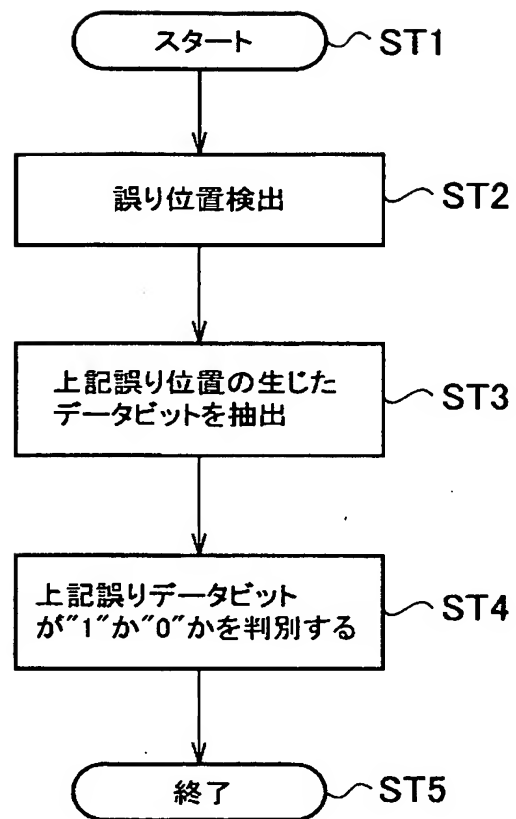 スタート ST1
誤り位置検出 ST2
上記誤り位置の生じた
データビットを抽出 ST3
上記誤りデータビット
が"1"か"0"かを判別する ST4
終了 ST5